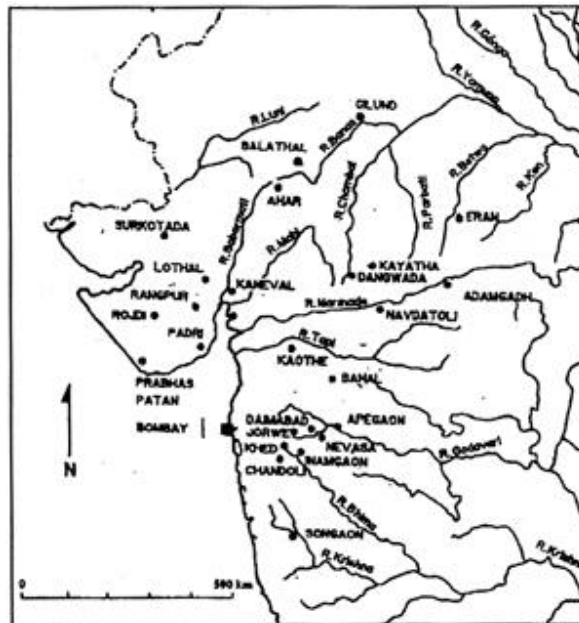 R.Ganga
R.Yamuna
R.Luni
GILUND
R.Banas
BALATHAL
R.Betwa
R.Ken
AHAR
R.Chambal
R.Parbati
ERAN
SURKOTADA
R.Sabarmati
R.Mahi
KAYATHA
LOTHAL
DANGWADA
KANEVAL
ADAMGADH
RANGPUR
R.Narmada
ROJDI
NAVDATOLI
PADRI
R.Tapi
KAOTHE
PRABHAS
PATAN
BAHAL
BOMBAY
DAIMABAD
APEGAON
JORWE
NEVASA
KHED
INAMGAON
R.Godavari
CHANDOLI
N
R.Bhima
SONGAON
R.Krishna
R.Krishn
0 500 km